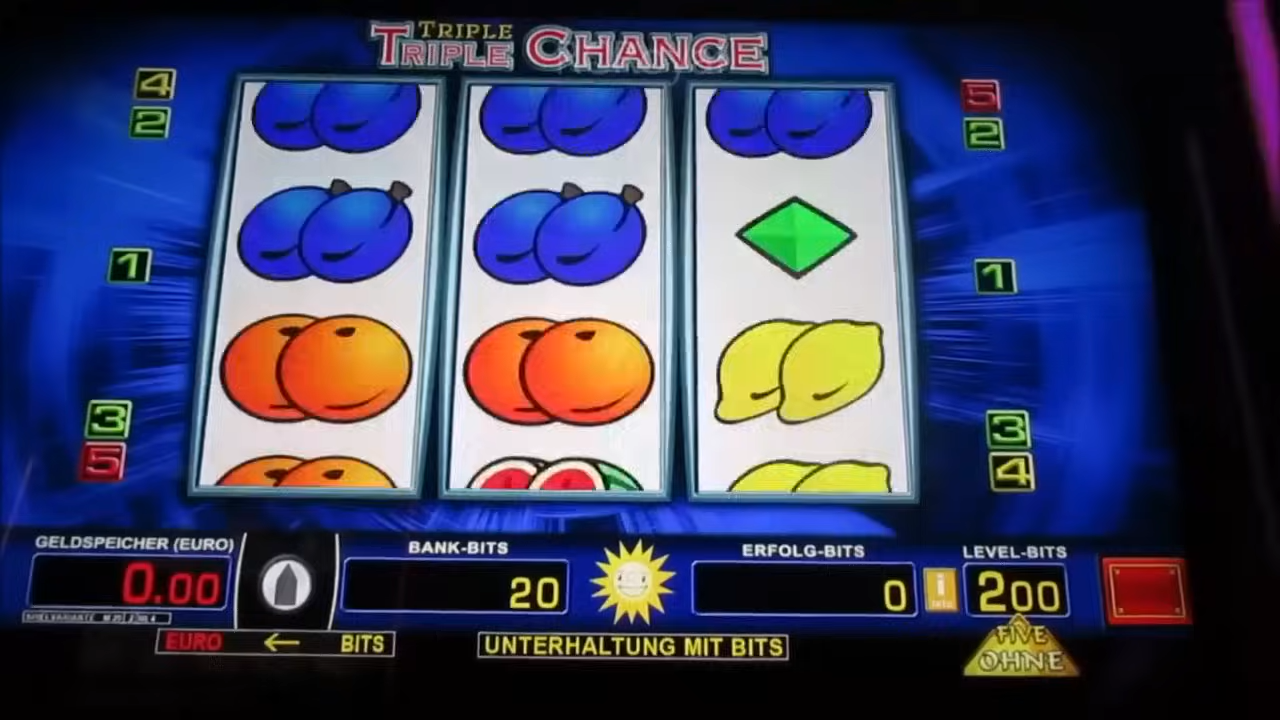 TRIPLE
TRIPLE CHANCE
4
2
5
2
1
1
3
5
3
4
GELDSPEICHER (EURO)
BANK-BITS
ERFOLG-BITS
LEVEL-BITS
0.00
20
0
i
200
EURO ← BITS
UNTERHALTUNG MIT BITS
FIVE
OHNE